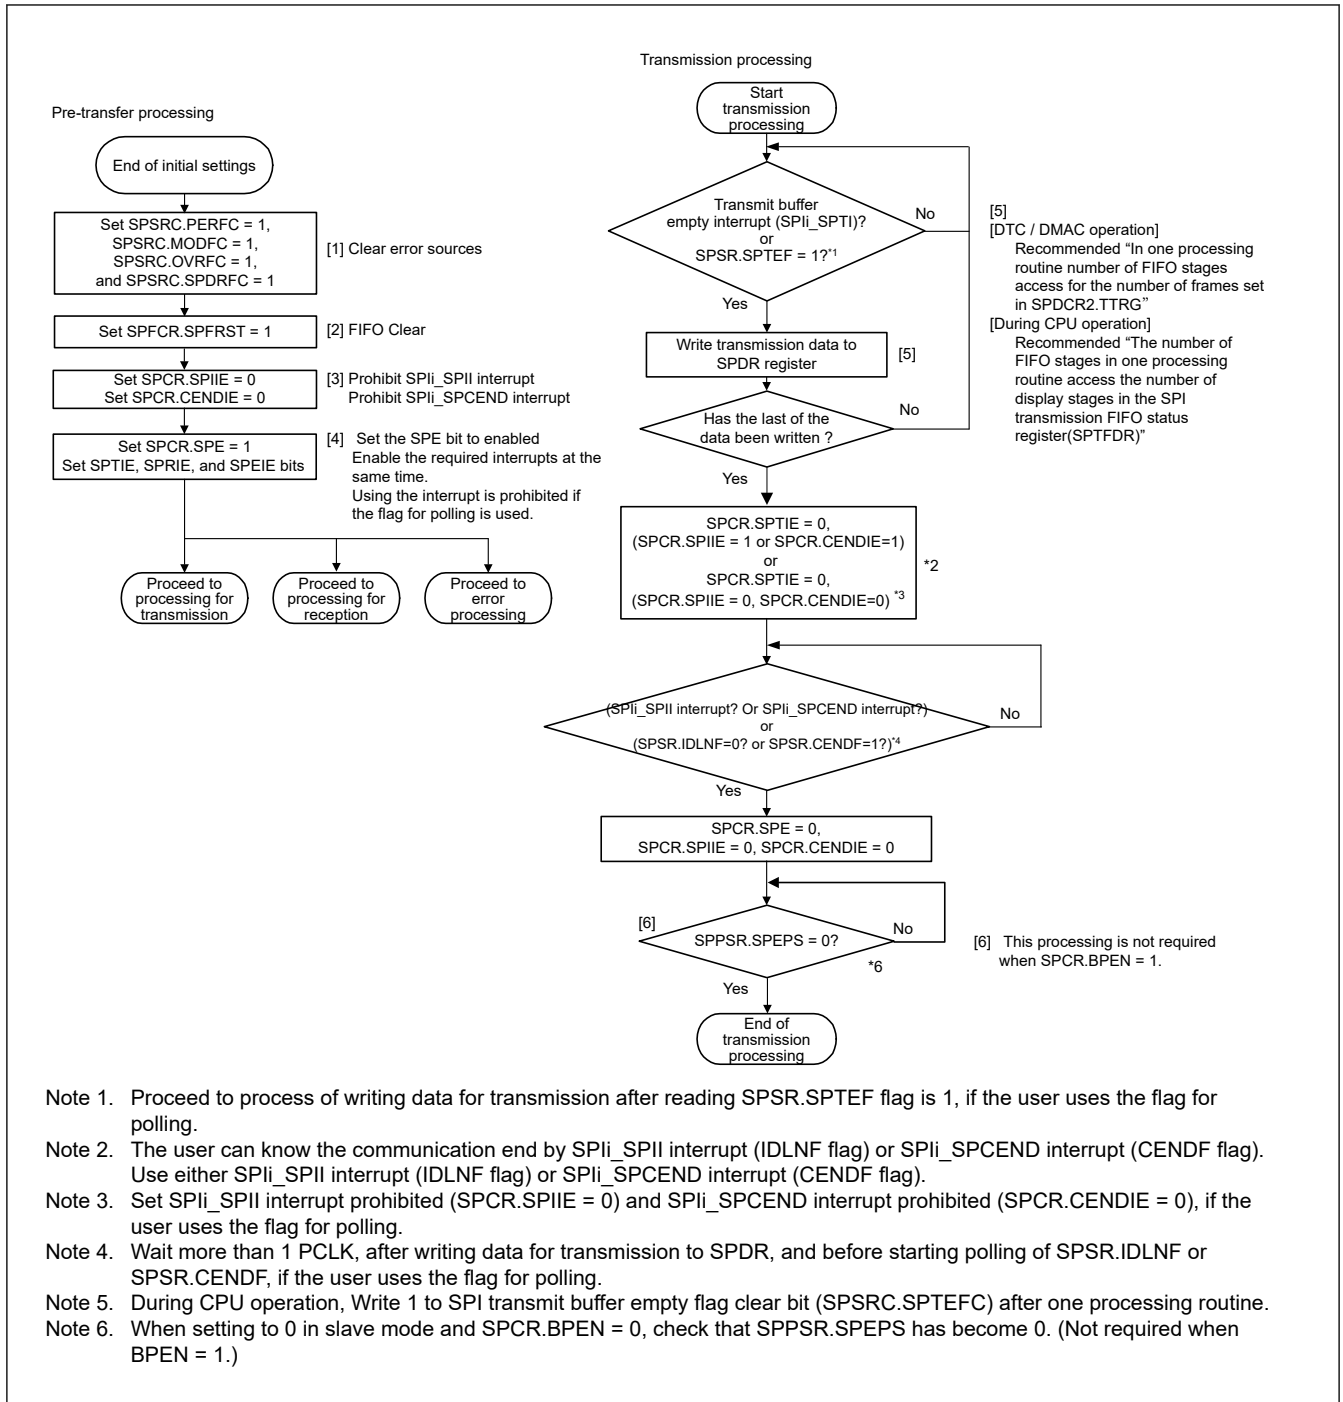 Pre-transfer processing
End of initial settings
Set SPSRC.PERFC = 1,
SPSRC.MODFC = 1,
SPSRC.OVRFC = 1,
and SPSRC.SPDRFC = 1
[1] Clear error sources
Set SPFCR.SPFRST = 1
[2] FIFO Clear
Set SPCR.SPIIE = 0
Set SPCR.CENDIE = 0
[3] Prohibit SPIi_SPII interrupt
Prohibit SPIi_SPCEND interrupt
Set SPCR.SPE = 1
Set SPTIE, SPRIE, and SPEIE bits
[4] Set the SPE bit to enabled
Enable the required interrupts at the
same time.
Using the interrupt is prohibited if
the flag for polling is used.
Proceed to
processing for
transmission
Proceed to
processing for
reception
Proceed to
error
processing
Transmission processing
Start
transmission
processing
Transmit buffer
empty interrupt (SPIi_SPTI)?
or
SPSR.SPTEF = 1?*1
No
Yes
Write transmission data to
SPDR register
[5]
Has the last of the
data been written ?
No
Yes
SPCR.SPTIE = 0,
(SPCR.SPIIE = 1 or SPCR.CENDIE=1)
or
SPCR.SPTIE = 0,
(SPCR.SPIIE = 0, SPCR.CENDIE=0) *3
*2
(SPIi_SPII interrupt? Or SPIi_SPCEND interrupt?)
or
(SPSR.IDLNF=0? or SPSR.CENDF=1?)*4
No
Yes
SPCR.SPE = 0,
SPCR.SPIIE = 0, SPCR.CENDIE = 0
[6]
SPPSR.SPEPS = 0?
No
*6
Yes
End of
transmission
processing
[5]
[DTC / DMAC operation]
Recommended “In one processing
routine number of FIFO stages
access for the number of frames set
in SPDCR2.TTRG”
[During CPU operation]
Recommended “The number of
FIFO stages in one processing
routine access the number of
display stages in the SPI
transmission FIFO status
register(SPTFDR)”
[6] This processing is not required
when SPCR.BPEN = 1.
Note 1. Proceed to process of writing data for transmission after reading SPSR.SPTEF flag is 1, if the user uses the flag for
polling.
Note 2. The user can know the communication end by SPIi_SPII interrupt (IDLNF flag) or SPIi_SPCEND interrupt (CENDF flag).
Use either SPIi_SPII interrupt (IDLNF flag) or SPIi_SPCEND interrupt (CENDF flag).
Note 3. Set SPIi_SPII interrupt prohibited (SPCR.SPIIE = 0) and SPIi_SPCEND interrupt prohibited (SPCR.CENDIE = 0), if the
user uses the flag for polling.
Note 4. Wait more than 1 PCLK, after writing data for transmission to SPDR, and before starting polling of SPSR.IDLNF or
SPSR.CENDF, if the user uses the flag for polling.
Note 5. During CPU operation, Write 1 to SPI transmit buffer empty flag clear bit (SPSRC.SPTEFC) after one processing routine.
Note 6. When setting to 0 in slave mode and SPCR.BPEN = 0, check that SPPSR.SPEPS has become 0. (Not required when
BPEN = 1.)